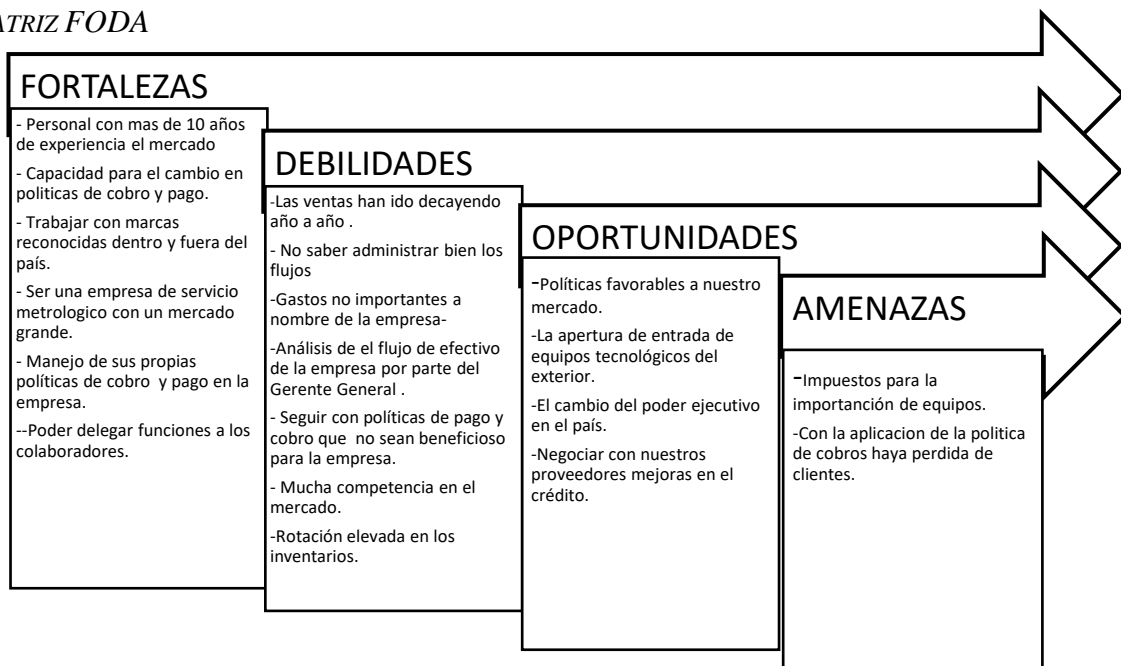 ATRIZ FODA
FORTALEZAS
- Personal con mas de 10 años
de experiencia el mercado
- Capacidad para el cambio en
politicas de cobro y pago.
- Trabajar con marcas
reconocidas dentro y fuera del
país.
- Ser una empresa de servicio
metrologico con un mercado
grande.
- Manejo de sus propias
políticas de cobro y pago en la
empresa.
--Poder delegar funciones a los
colaboradores.
DEBILIDADES
-Las ventas han ido decayendo
año a año .
- No saber administrar bien los
flujos
-Gastos no importantes a
nombre de la empresa-
-Análisis de el flujo de efectivo
de la empresa por parte del
Gerente General .
- Seguir con políticas de pago y
cobro que no sean beneficioso
para la empresa.
- Mucha competencia en el
mercado.
-Rotación elevada en los
inventarios.
OPORTUNIDADES
-Políticas favorables a nuestro
mercado.
-La apertura de entrada de
equipos tecnológicos del
exterior.
-El cambio del poder ejecutivo
en el país.
-Negociar con nuestros
proveedores mejoras en el
crédito.
AMENAZAS
-Impuestos para la
importanción de equipos.
-Con la aplicacion de la politica
de cobros haya perdida de
clientes.